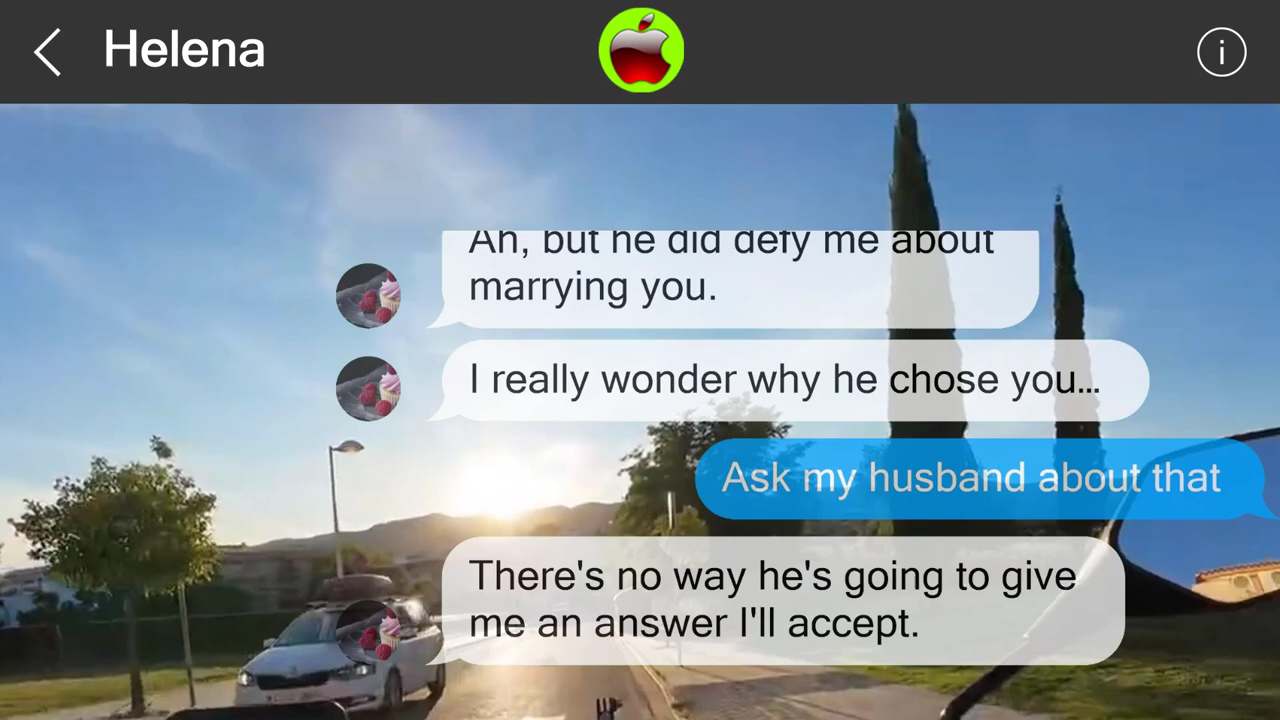 Helena
Ah, but he did defy me about
marrying you.
I really wonder why he chose you...
Ask my husband about that
There's no way he's going to give
me an answer I'll accept.